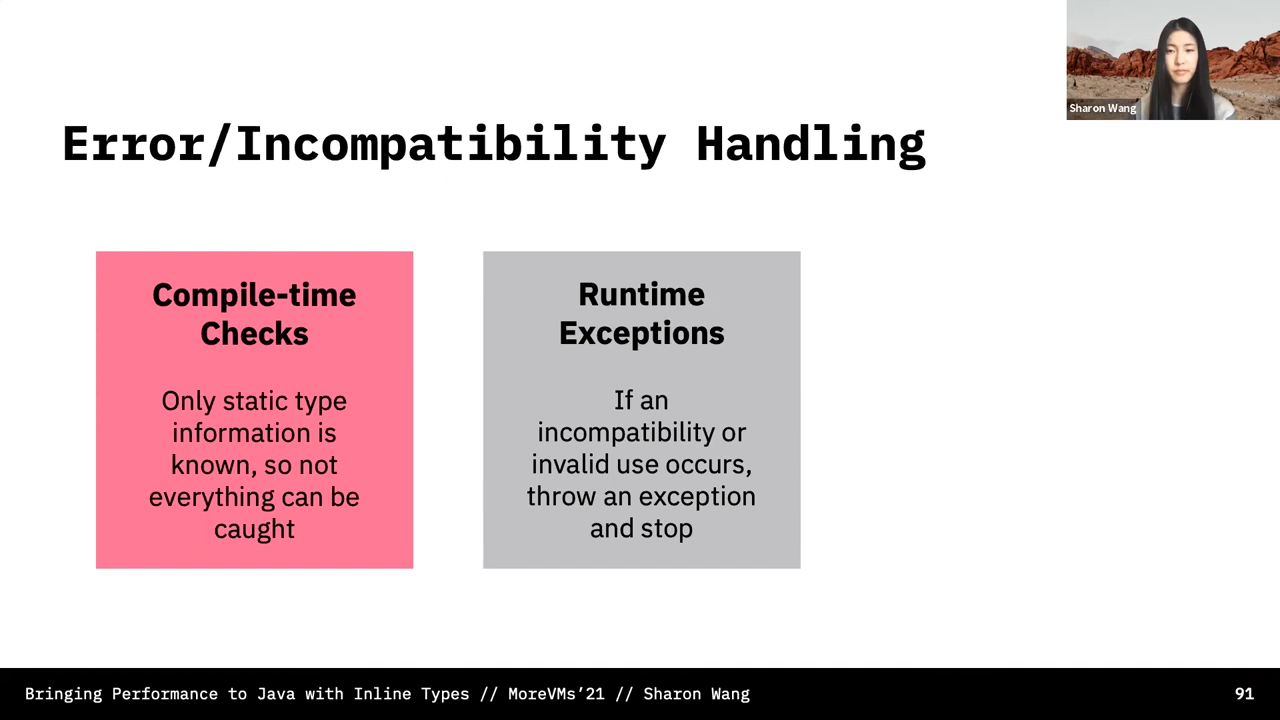 Sharon Wang
Error/Incompatibility Handling
Compile-time
Checks
Only static type
information is
known, so not
everything can be
caught
Runtime
Exceptions
If an
incompatibility or
invalid use occurs,
throw an exception
and stop
Bringing Performance to Java with Inline Types // MoreVMs’21 // Sharon Wang
91